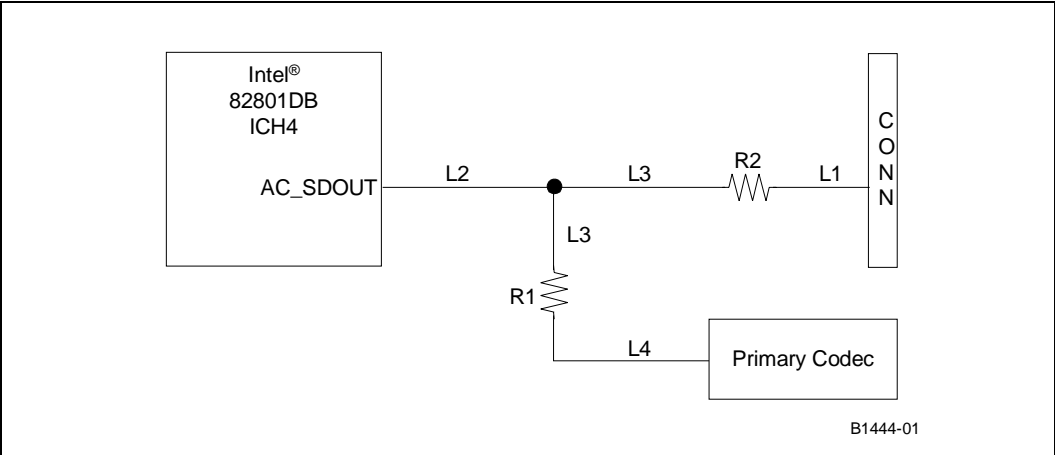 Intel®
82801DB
ICH4
AC_SDOUT
L2
L3
R2
L1
C
O
N
N
L3
R1
L4
Primary Codec
B1444-01